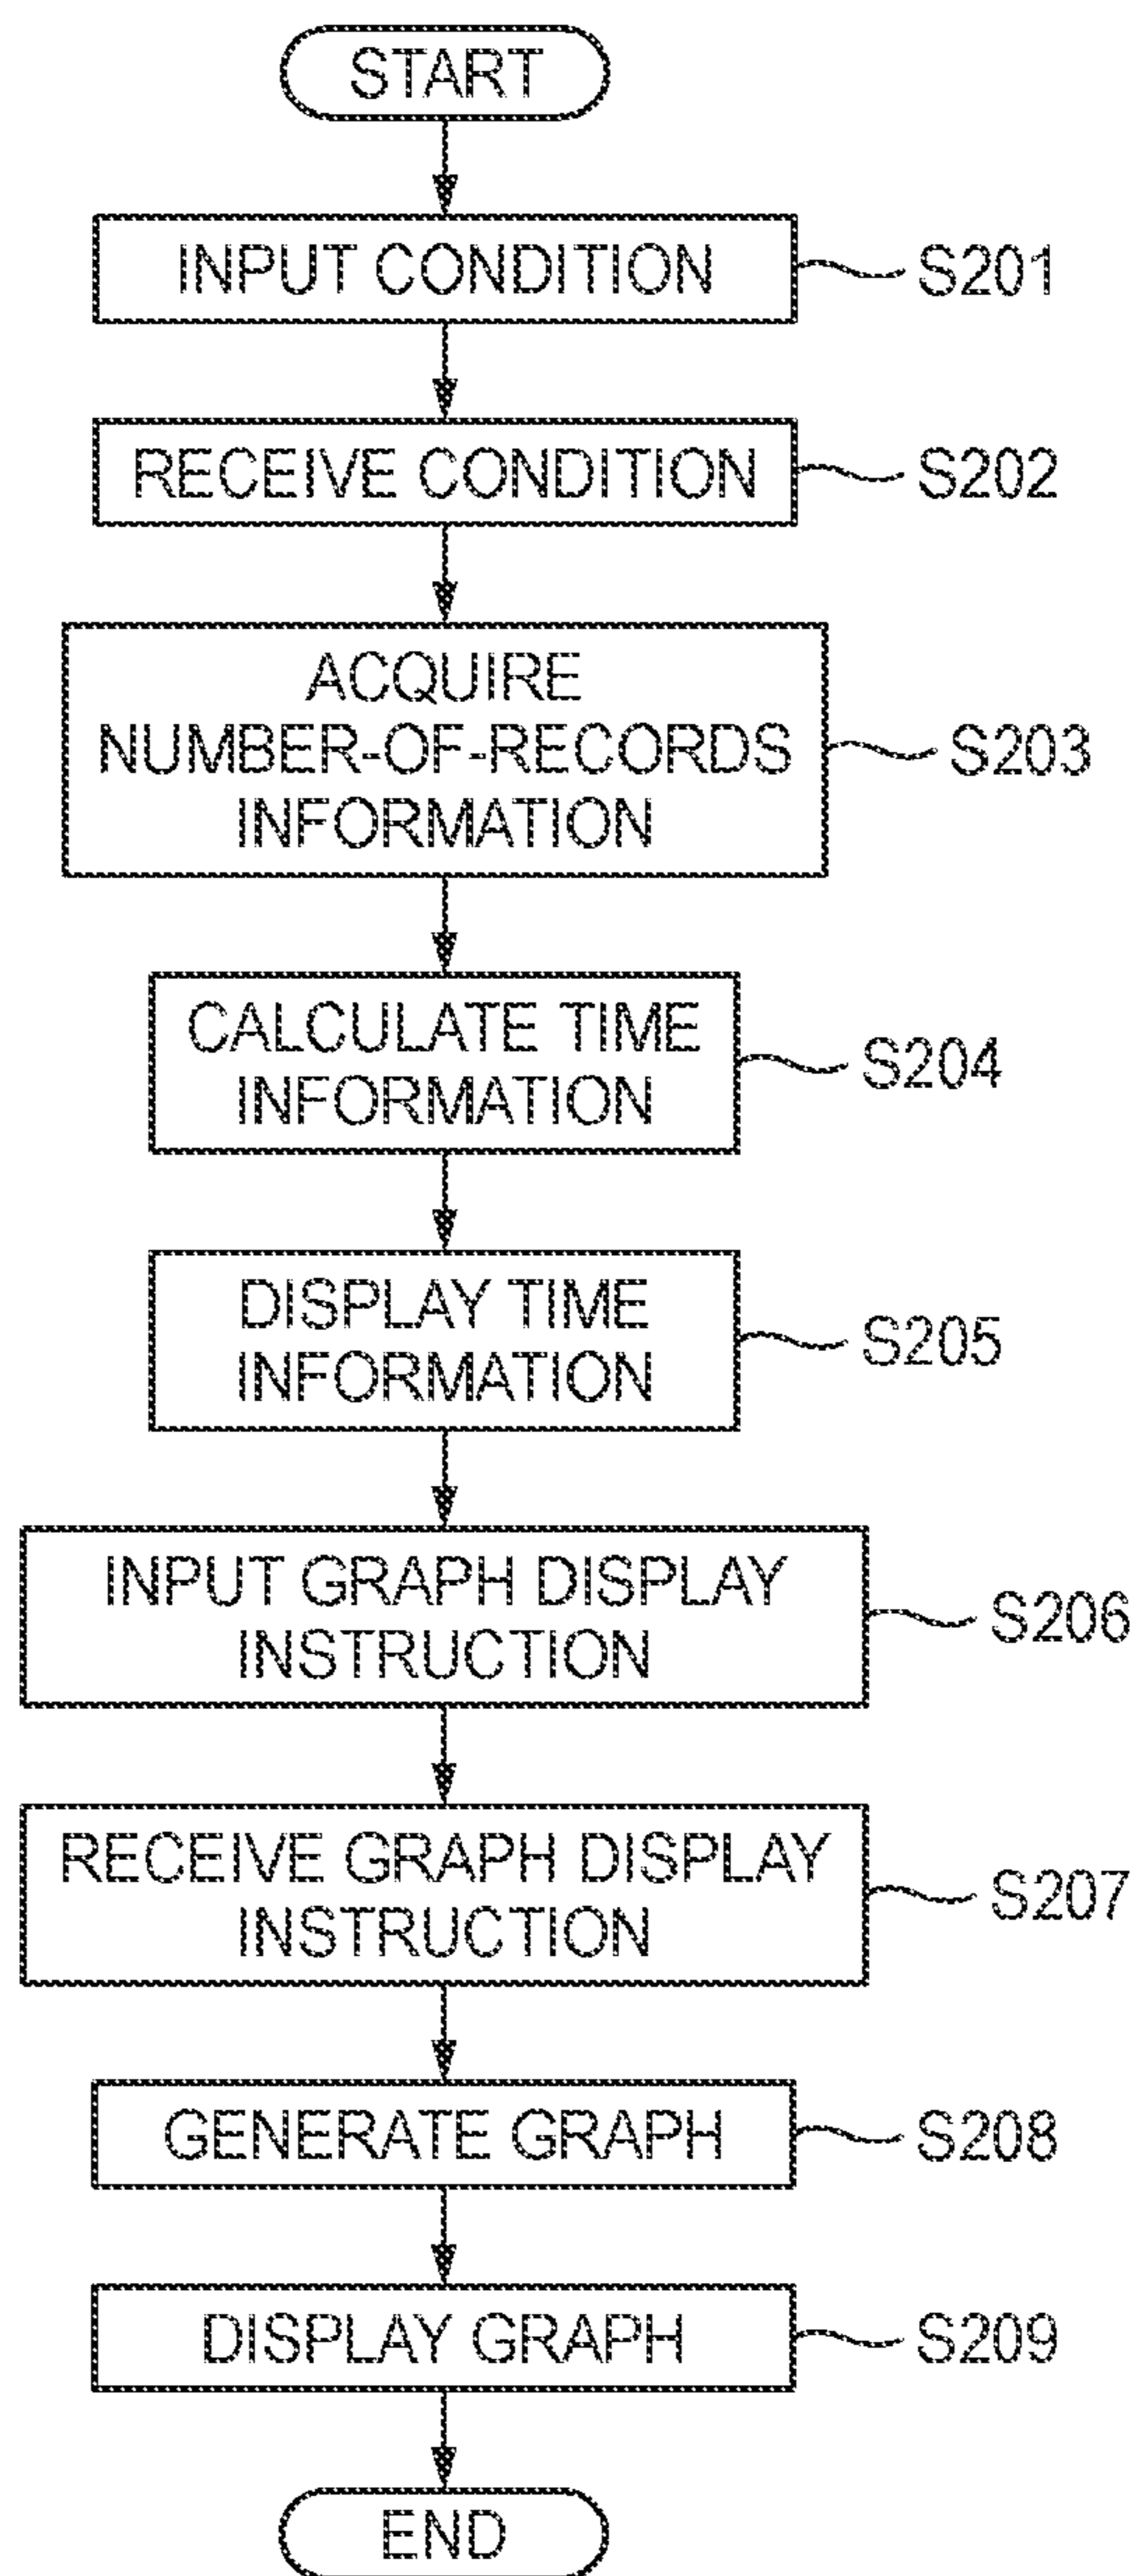 START
INPUT CONDITION
S201
RECEIVE CONDITION
S202
ACQUIRE
NUMBER-OF-RECORDS
INFORMATION
S203
CALCULATE TIME
INFORMATION
S204
DISPLAY TIME
INFORMATION
S205
INPUT GRAPH DISPLAY
INSTRUCTION
S206
RECEIVE GRAPH DISPLAY
INSTRUCTION
S207
GENERATE GRAPH
S208
DISPLAY GRAPH
S209
END